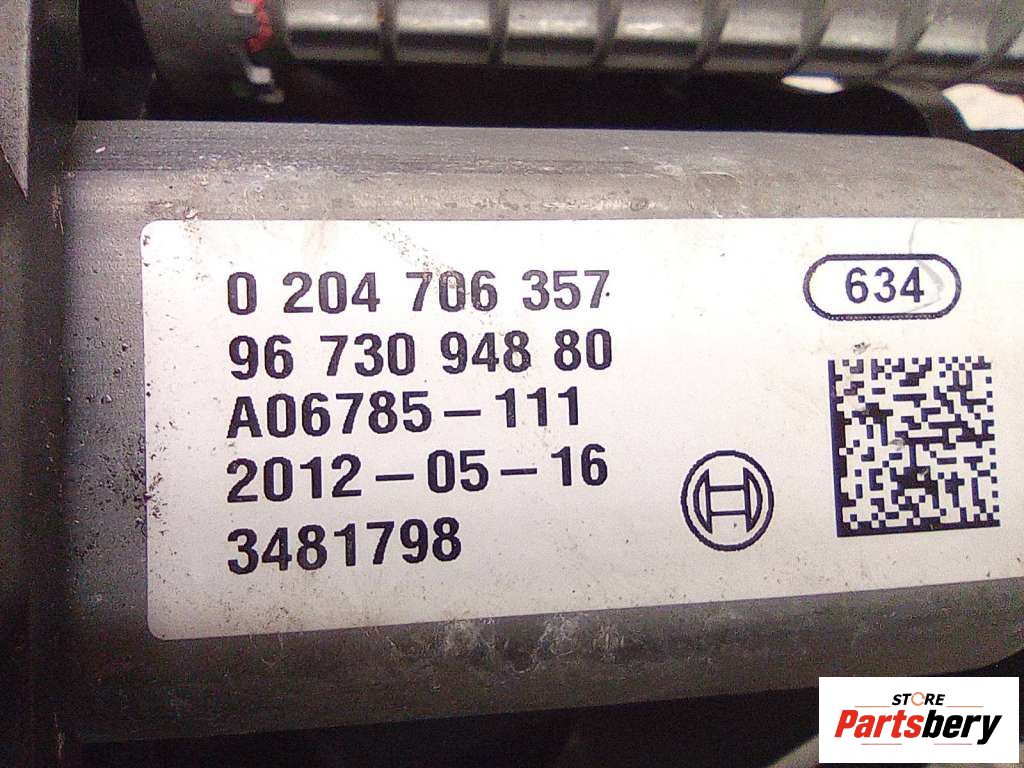 0 204 706 357
634
96 730 948 80
A06785-111
2012-05-16
3481798
STORE
Partsbery